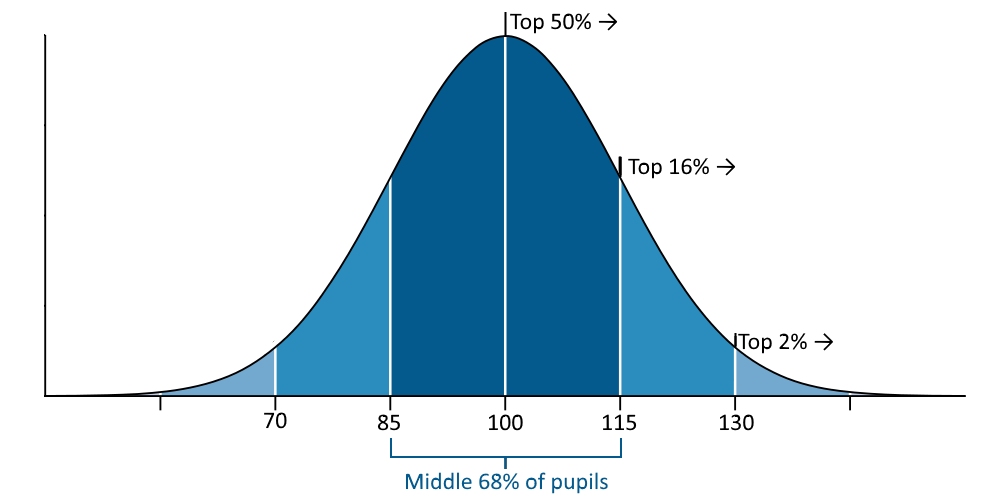 Top 50% →
Top 16% →
Top 2% →
70 85 100 115 130
Middle 68% of pupils